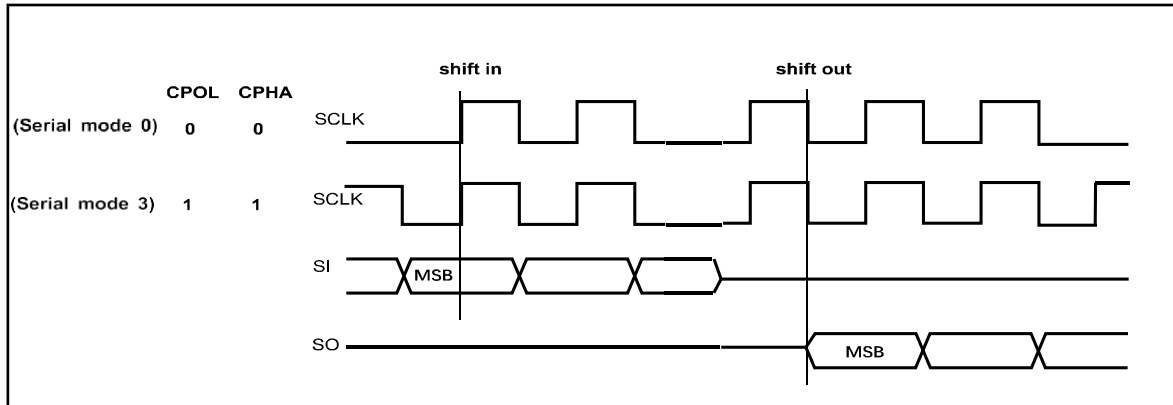 shift in shift out
CPOL CPHA
(Serial mode 0) 0 0 SCLK
(Serial mode 3) 1 1 SCLK
SI MSB
SO MSB